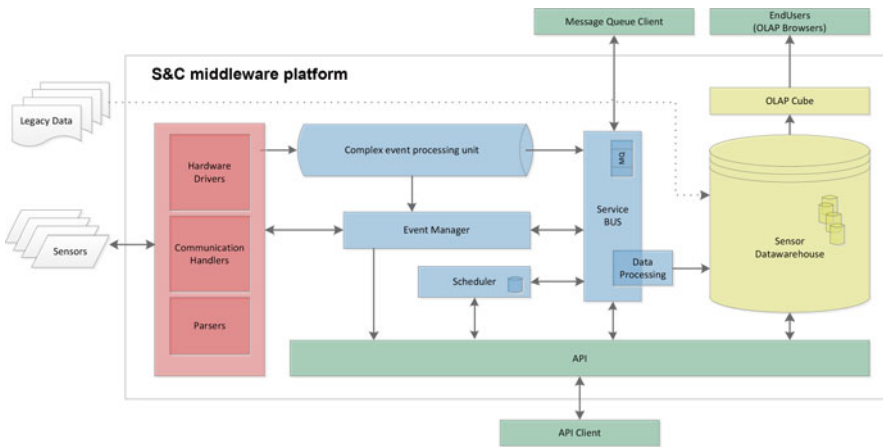 Message Queue Client
EndUsers
(OLAP Browsers)
S&C middleware platform
Legacy Data
OLAP Cube
Hardware
Drivers
Complex event processing unit
MQ
Service
BUS
Sensors
Communication
Handlers
Event Manager
Sensor
Datawarehouse
Data
Processing
Scheduler
Parsers
API
API Client